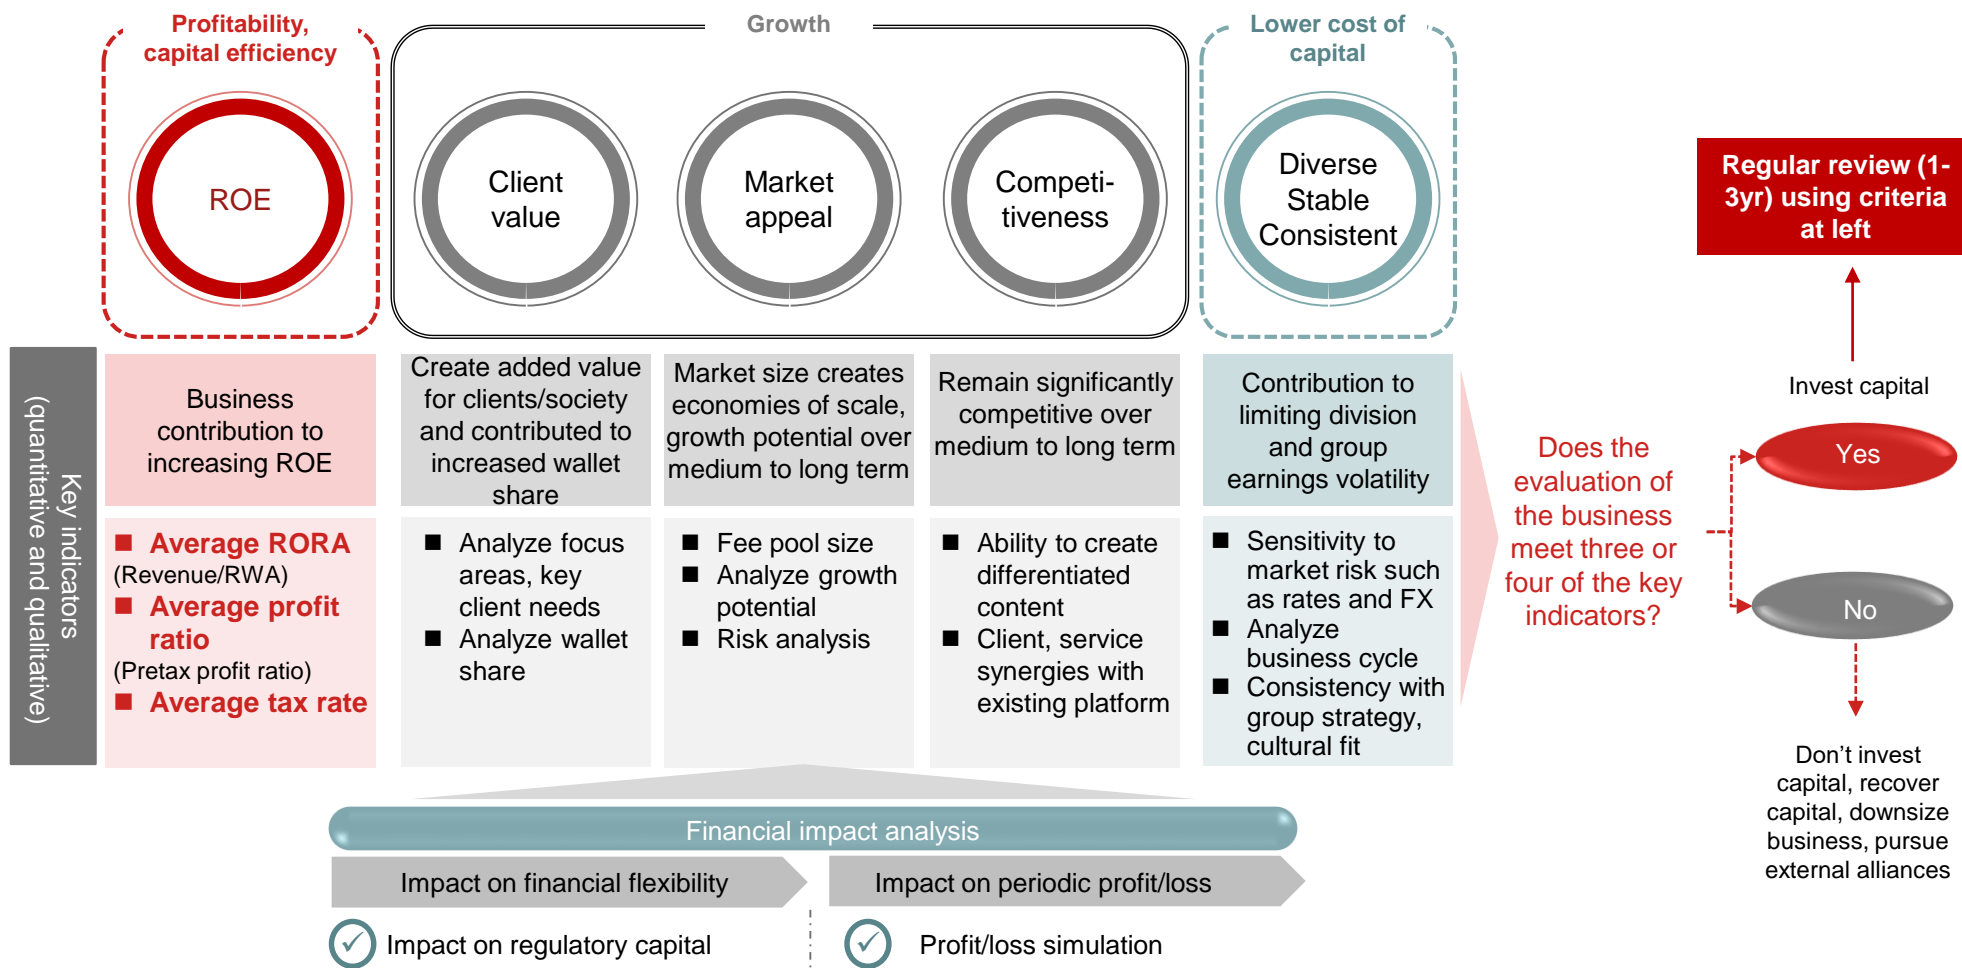 Profitability,
capital efficiency
Growth
Lower cost of
capital
ROE
Client
value
Market
appeal
Competi-
tiveness
Diverse
Stable
Consistent
Regular review (1-
3yr) using criteria
at left
Key indicators
(quantitative and qualitative)
Business
contribution to
increasing ROE
Create added value
for clients/society
and contributed to
increased wallet
share
Market size creates
economies of scale,
growth potential over
medium to long term
Remain significantly
competitive over
medium to long term
Contribution to
limiting division
and group
earnings volatility
■ Average RORA
(Revenue/RWA)
■ Average profit
ratio
(Pretax profit ratio)
■ Average tax rate
■ Analyze focus
areas, key
client needs
■ Analyze wallet
share
■ Fee pool size
■ Analyze growth
potential
■ Risk analysis
■ Ability to create
differentiated
content
■ Client, service
synergies with
existing platform
■ Sensitivity to
market risk such
as rates and FX
■ Analyze
business cycle
■ Consistency with
group strategy,
cultural fit
Does the
evaluation of
the business
meet three or
four of the key
indicators?
Invest capital
Yes
No
Don’t invest
capital, recover
capital, downsize
business, pursue
external alliances
Financial impact analysis
Impact on financial flexibility
Impact on periodic profit/loss
✓ Impact on regulatory capital
✓ Profit/loss simulation